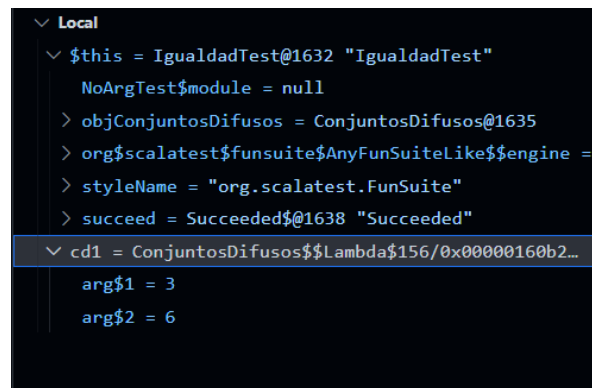 Local
$this = IgualdadTest@1632 "IgualdadTest"
NoArgTest$module = null
objConjuntosDifusos = ConjuntosDifusos@1635
org$scalatest$funsuite$AnyFunSuiteLike$$engine =
styleName = "org.scalatest.FunSuite"
succeed = Succeeded$@1638 "Succeeded"
cd1 = ConjuntosDifusos$$Lambda$156/0x00000160b2…
arg$1 = 3
arg$2 = 6